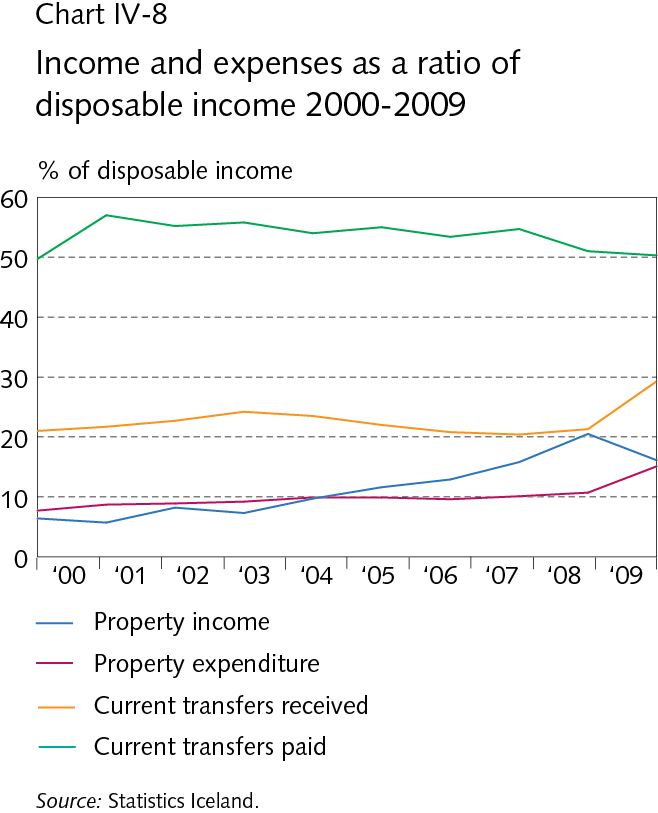 Chart IV-8
Income and expenses as a ratio of
disposable income 2000-2009
% of disposable income
60
50
40
30
20
10
0
‘00 ‘01 ‘02 ‘03 ‘04 ‘05 ‘06 ‘07 ‘08 ‘09
Property income
Property expenditure
Current transfers received
Current transfers paid
Source: Statistics Iceland.